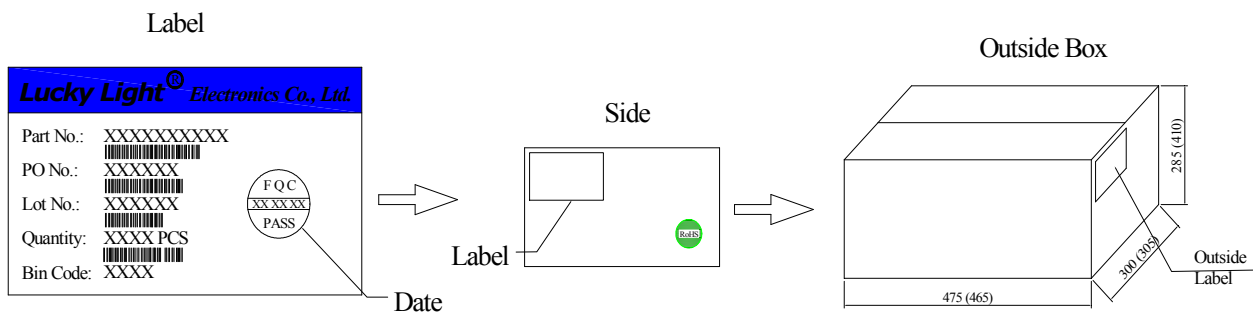 Label
Lucky Light® Electronics Co., Ltd.
Part No.: XXXXXXXXXX
PO No.: XXXXXX
Lot No.: XXXXXX
Quantity: XXXX PCS
Bin Code: XXXX
FQC
XX XX XX
PASS
Date
Side
RoHS
Label
Outside Box
285 (410)
300 (305)
475 (465)
Outside
Label